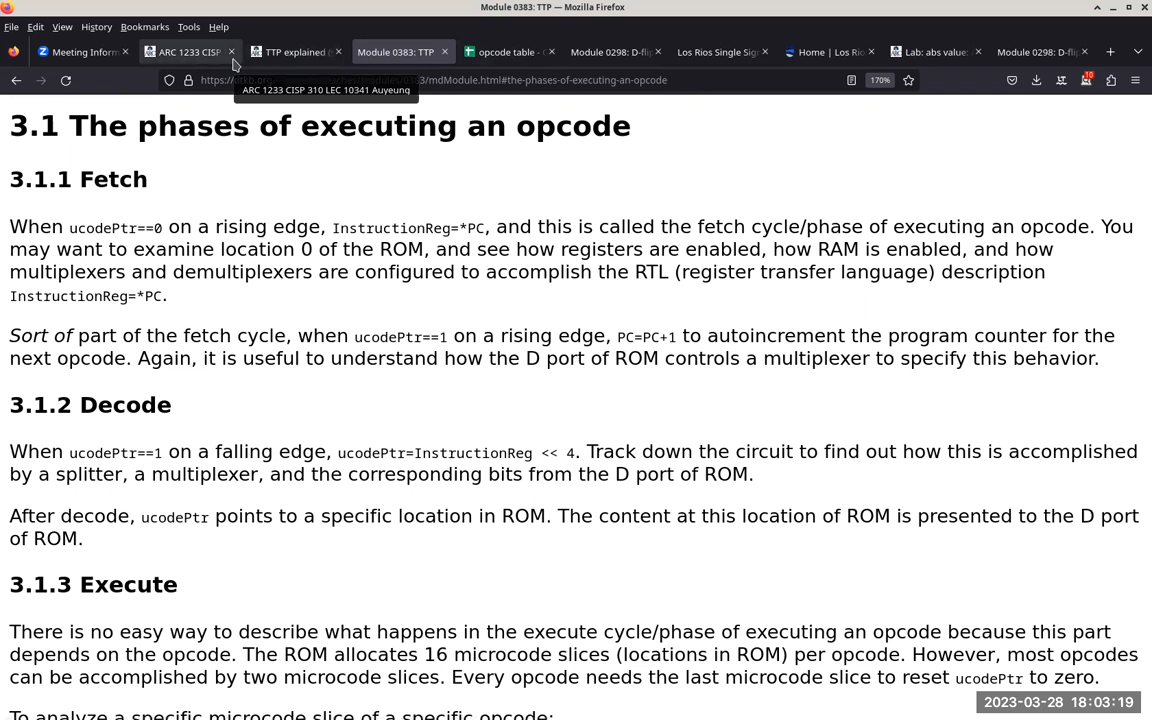 Module 0383: TTP — Mozilla Firefox
File Edit View History Bookmarks Tools Help
Meeting Inform
ARC 1233 CISP
TTP explained
Module 0383: TTP
opcode table -
Module 0298: D-fli
Los Rios Single Sign
Home | Los Rio
Lab: abs value:
Module 0298: D-fli
/mdModule.html#the-phases-of-executing-an-opcode
170%
10
ARC 1233 CISP 310 LEC 10341 Auyeung
3.1 The phases of executing an opcode
3.1.1 Fetch
When ucodePtr==0 on a rising edge, InstructionReg=*PC, and this is called the fetch cycle/phase of executing an opcode. You
may want to examine location 0 of the ROM, and see how registers are enabled, how RAM is enabled, and how
multiplexers and demultiplexers are configured to accomplish the RTL (register transfer language) description
InstructionReg=*PC.
Sort of part of the fetch cycle, when ucodePtr==1 on a rising edge, PC=PC+1 to autoincrement the program counter for the
next opcode. Again, it is useful to understand how the D port of ROM controls a multiplexer to specify this behavior.
3.1.2 Decode
When ucodePtr==1 on a falling edge, ucodePtr=InstructionReg << 4. Track down the circuit to find out how this is accomplished
by a splitter, a multiplexer, and the corresponding bits from the D port of ROM.
After decode, ucodePtr points to a specific location in ROM. The content at this location of ROM is presented to the D port
of ROM.
3.1.3 Execute
There is no easy way to describe what happens in the execute cycle/phase of executing an opcode because this part
depends on the opcode. The ROM allocates 16 microcode slices (locations in ROM) per opcode. However, most opcodes
can be accomplished by two microcode slices. Every opcode needs the last microcode slice to reset ucodePtr to zero.
2023-03-28 18:03:19
To analyze a specific microcode slice of a specific opcode: